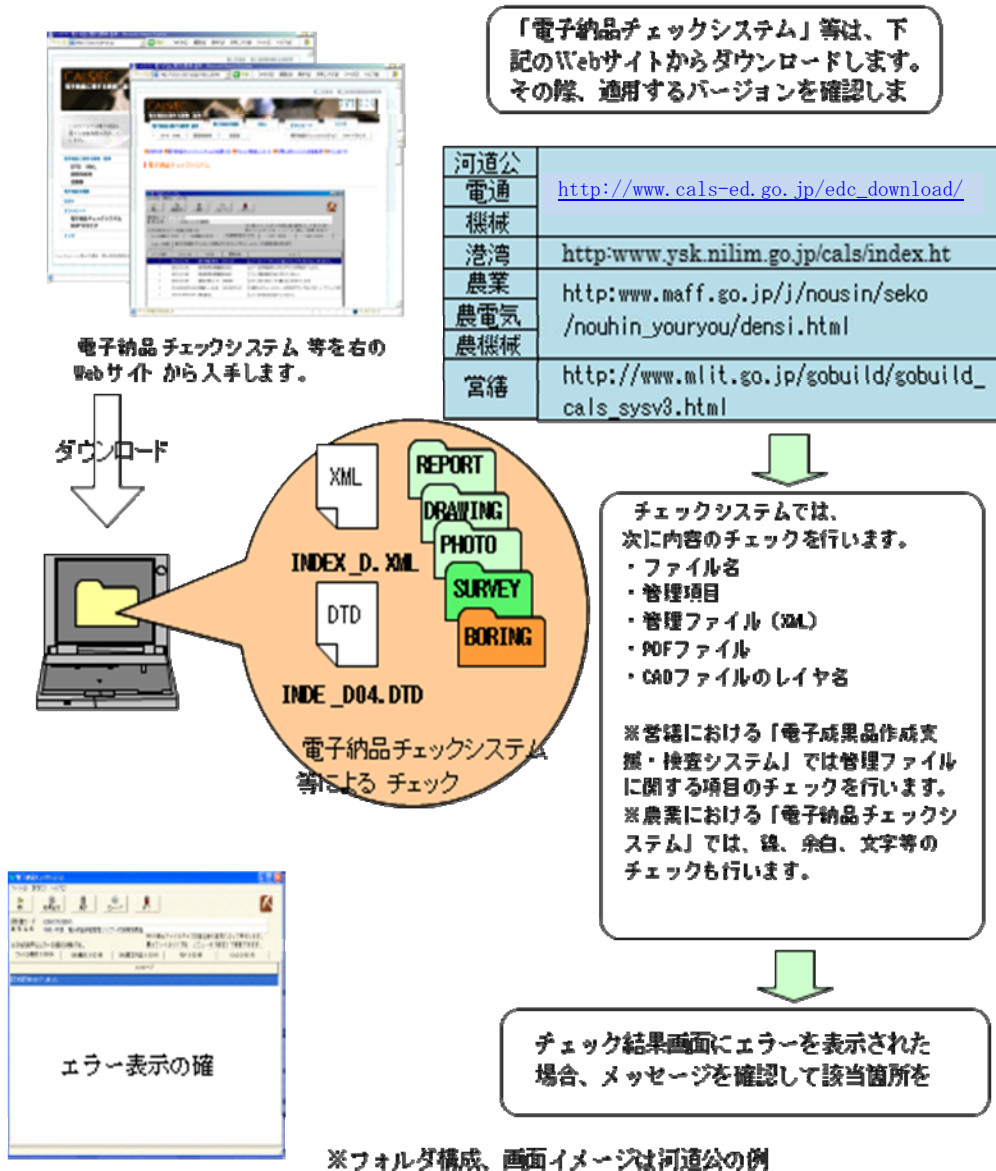 「電子納品チェックシステム」等は、下
記のWebサイトからダウンロードします。
その際、適用するバージョンを確認しま
CALS/EC
CALS/EC
電子納品チェックシステム
電子納品 チェックシステム 等を右の
Webサイト から入手します。
河道公
電通
機械
http://www.cals-ed.go.jp/edc_download/
港湾
http:www.ysk.nilim.go.jp/cals/index.ht
農業
農電気
農機械
http:www.maff.go.jp/j/nousin/seko
/nouhin_youryou/densi.html
営繕
http://www.mlit.go.jp/gobuild/gobuild_
cals_sysv3.html
ダウンロード
XML
INDEX_D.XML
DTD
INDE_D04.DTD
REPORT
DRAWING
PHOTO
SURVEY
BORING
電子納品チェックシステム
等による チェック
チェックシステムでは、
次に内容のチェックを行います。
・ファイル名
・管理項目
・管理ファイル（XML）
・PDFファイル
・CADファイルのレイヤ名
※営繕における「電子成果品作成支
援・検査システム」では管理ファイル
に関する項目のチェックを行います。
※農業における「電子納品チェックシ
ステム」では、線、余白、文字等の
チェックも行います。
エラー表示の確
チェック結果画面にエラーを表示された
場合、メッセージを確認して該当箇所を
※フォルダ構成、画面イメージは河道公の例